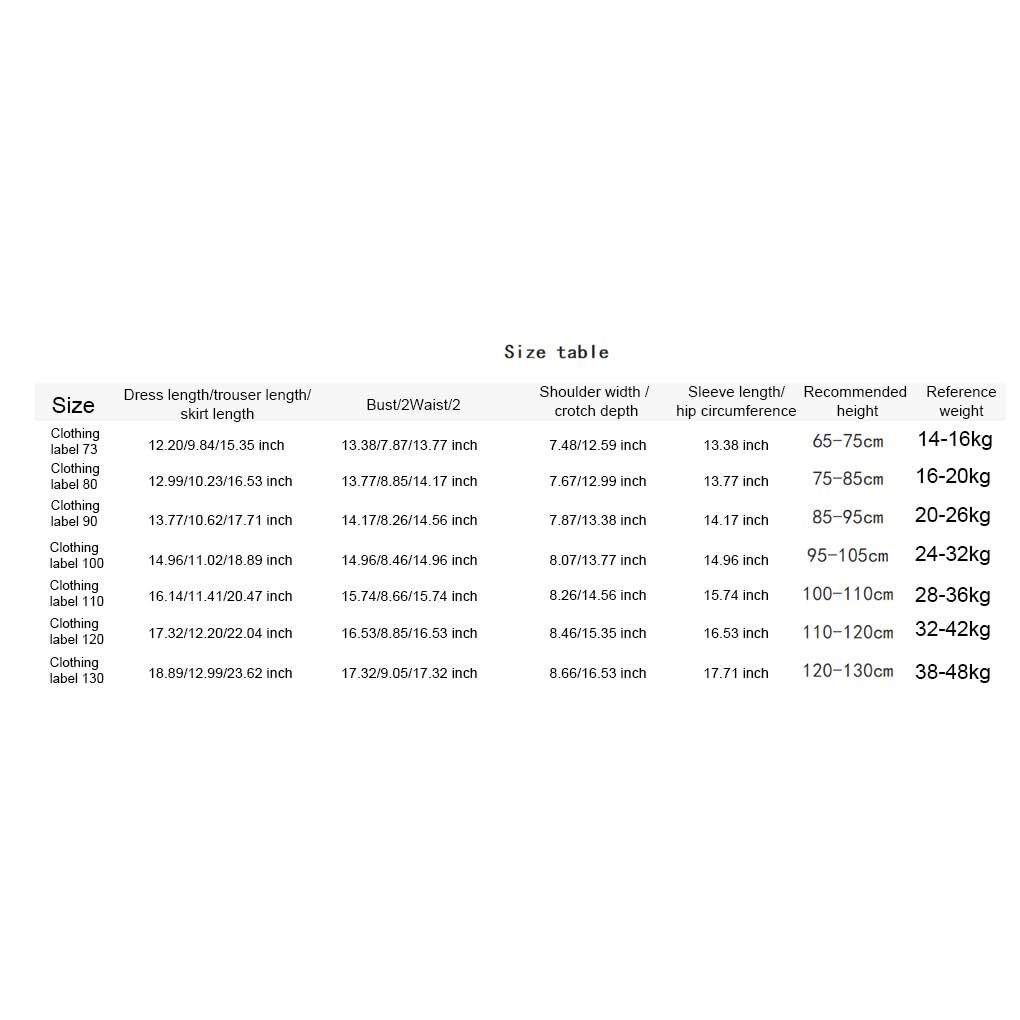 Size table
Size Dress length/trouser length/ skirt length Bust/2Waist/2 Shoulder width / crotch depth Sleeve length/ hip circumference Recommended height Reference weight
Clothing label 73 12.20/9.84/15.35 inch 13.38/7.87/13.77 inch 7.48/12.59 inch 13.38 inch 65-75cm 14-16kg
Clothing label 80 12.99/10.23/16.53 inch 13.77/8.85/14.17 inch 7.67/12.99 inch 13.77 inch 75-85cm 16-20kg
Clothing label 90 13.77/10.62/17.71 inch 14.17/8.26/14.56 inch 7.87/13.38 inch 14.17 inch 85-95cm 20-26kg
Clothing label 100 14.96/11.02/18.89 inch 14.96/8.46/14.96 inch 8.07/13.77 inch 14.96 inch 95-105cm 24-32kg
Clothing label 110 16.14/11.41/20.47 inch 15.74/8.66/15.74 inch 8.26/14.56 inch 15.74 inch 100-110cm 28-36kg
Clothing label 120 17.32/12.20/22.04 inch 16.53/8.85/16.53 inch 8.46/15.35 inch 16.53 inch 110-120cm 32-42kg
Clothing label 130 18.89/12.99/23.62 inch 17.32/9.05/17.32 inch 8.66/16.53 inch 17.71 inch 120-130cm 38-48kg